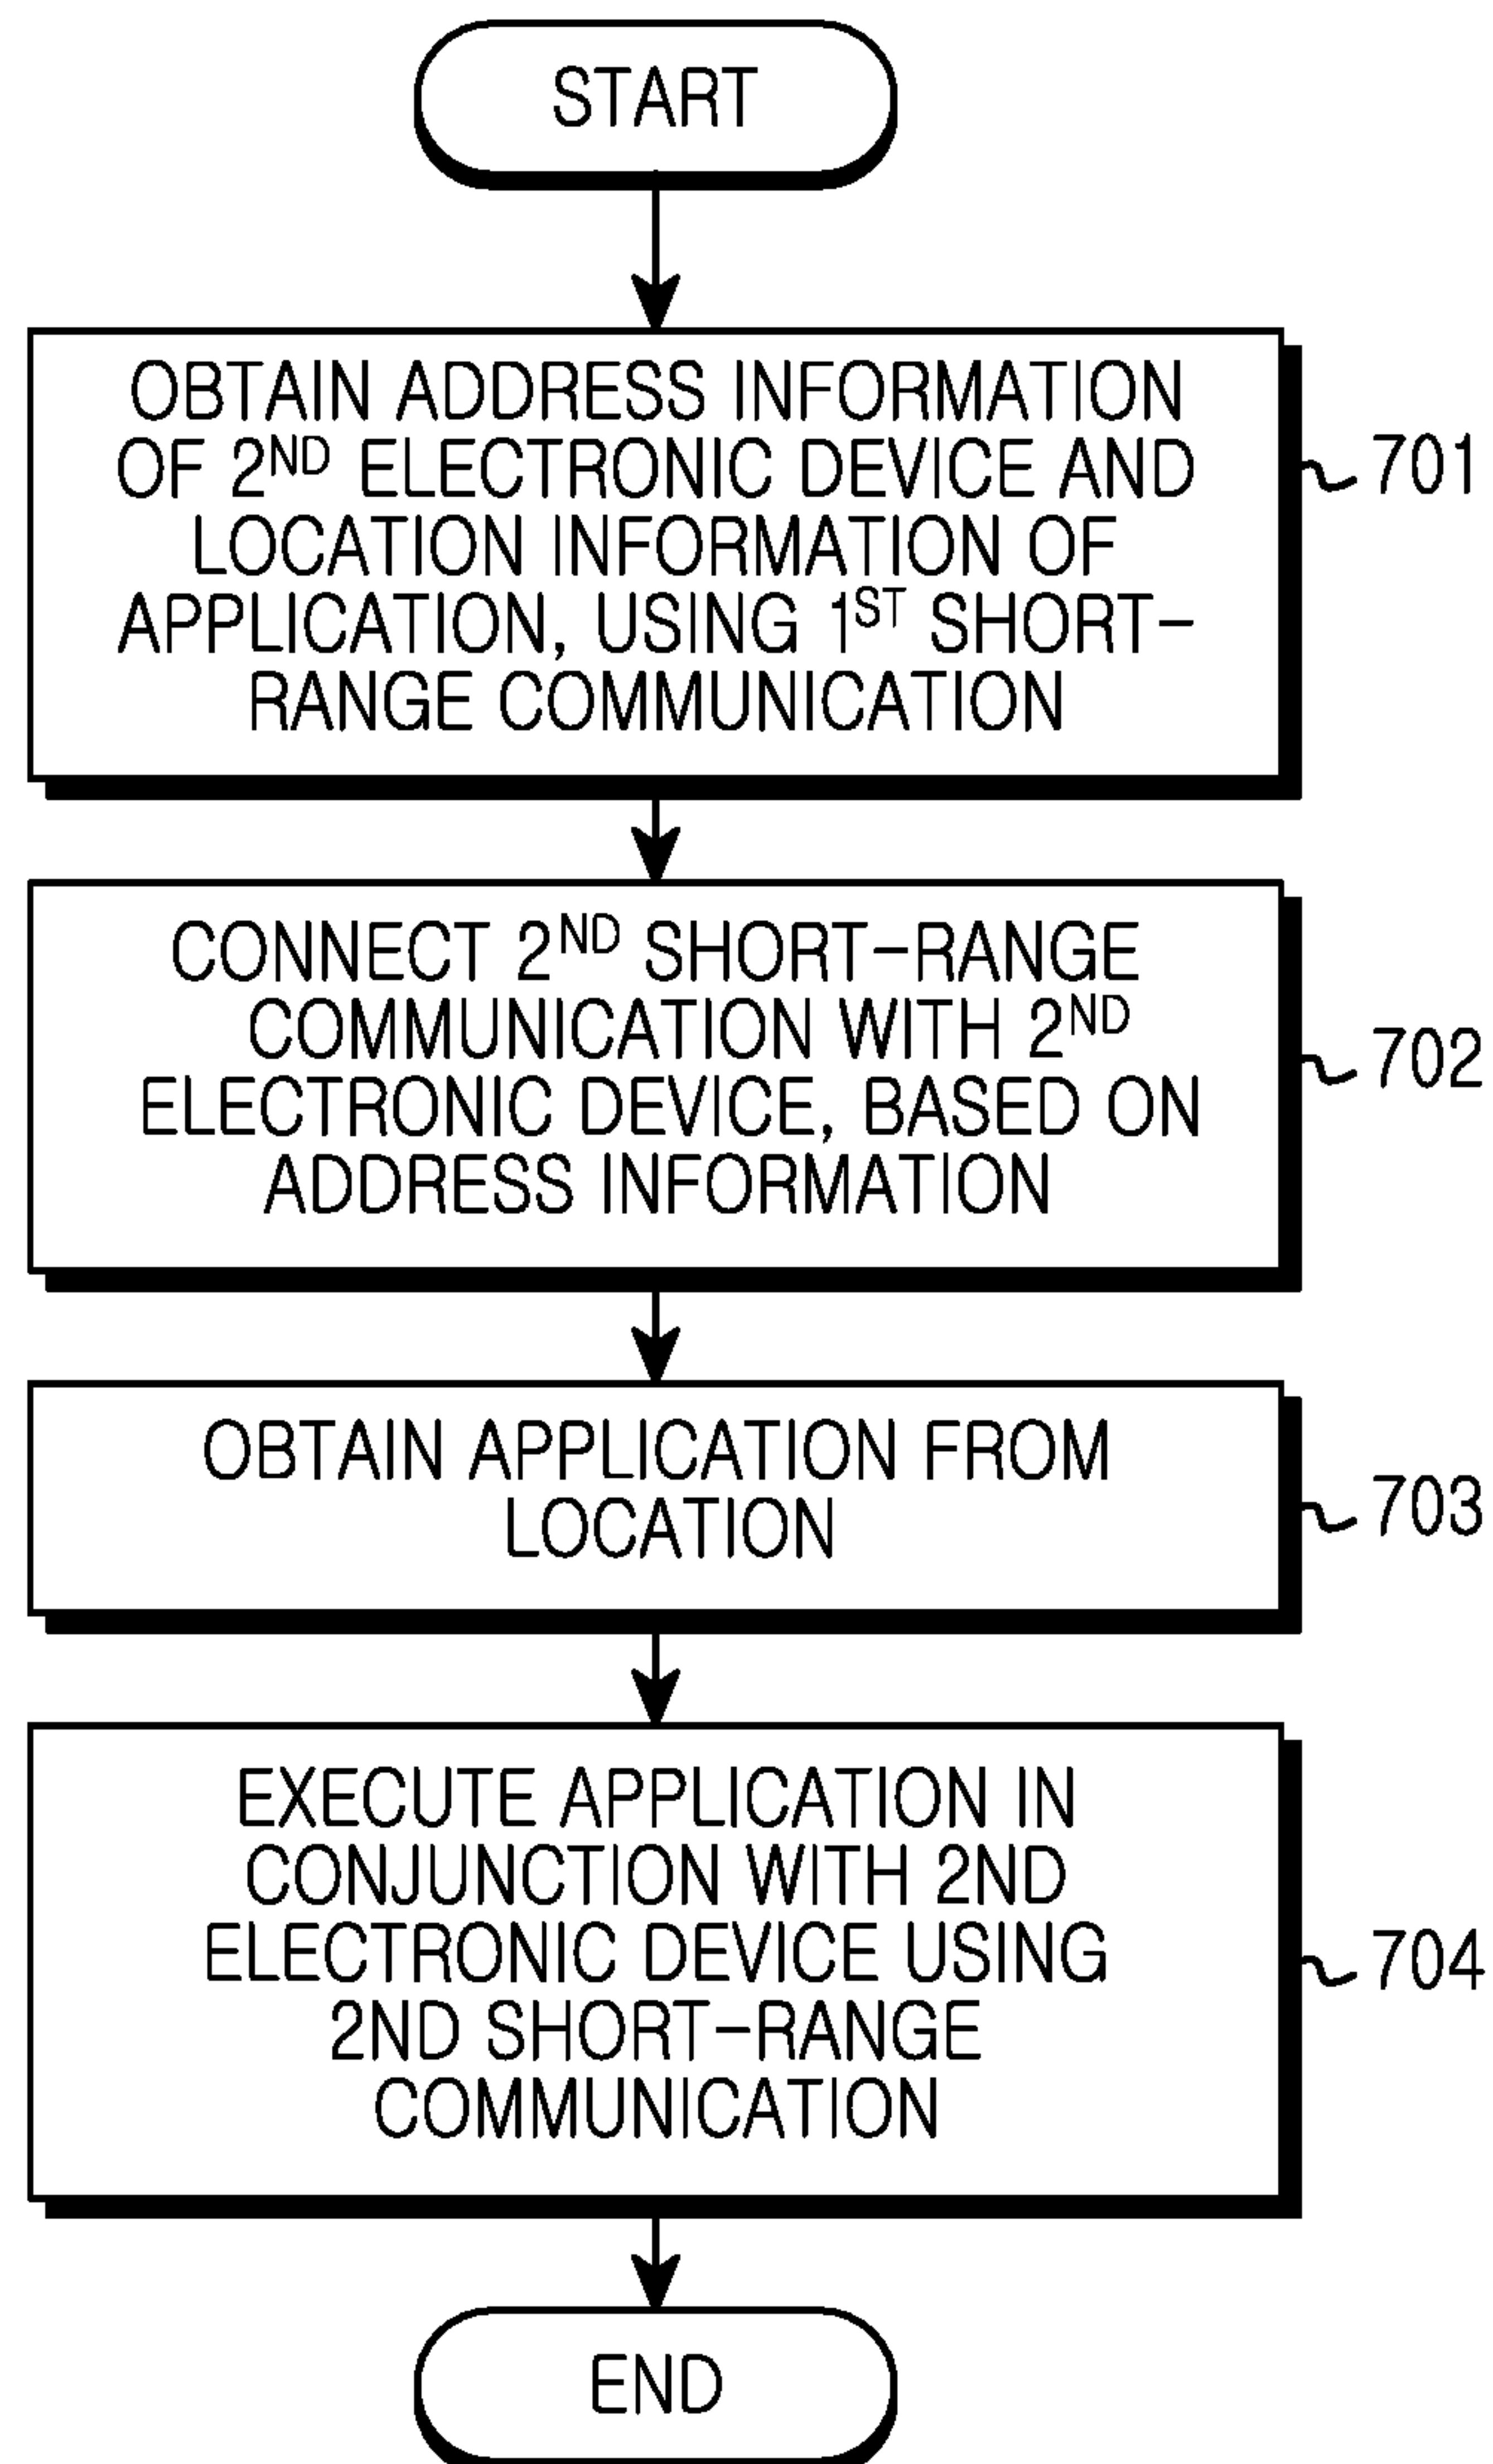 START
OBTAIN ADDRESS INFORMATION
OF 2ND ELECTRONIC DEVICE AND
LOCATION INFORMATION OF
APPLICATION, USING 1ST SHORT-
RANGE COMMUNICATION
701
CONNECT 2ND SHORT-RANGE
COMMUNICATION WITH 2ND
ELECTRONIC DEVICE, BASED ON
ADDRESS INFORMATION
702
OBTAIN APPLICATION FROM
LOCATION
703
EXECUTE APPLICATION IN
CONJUNCTION WITH 2ND
ELECTRONIC DEVICE USING
2ND SHORT-RANGE
COMMUNICATION
704
END